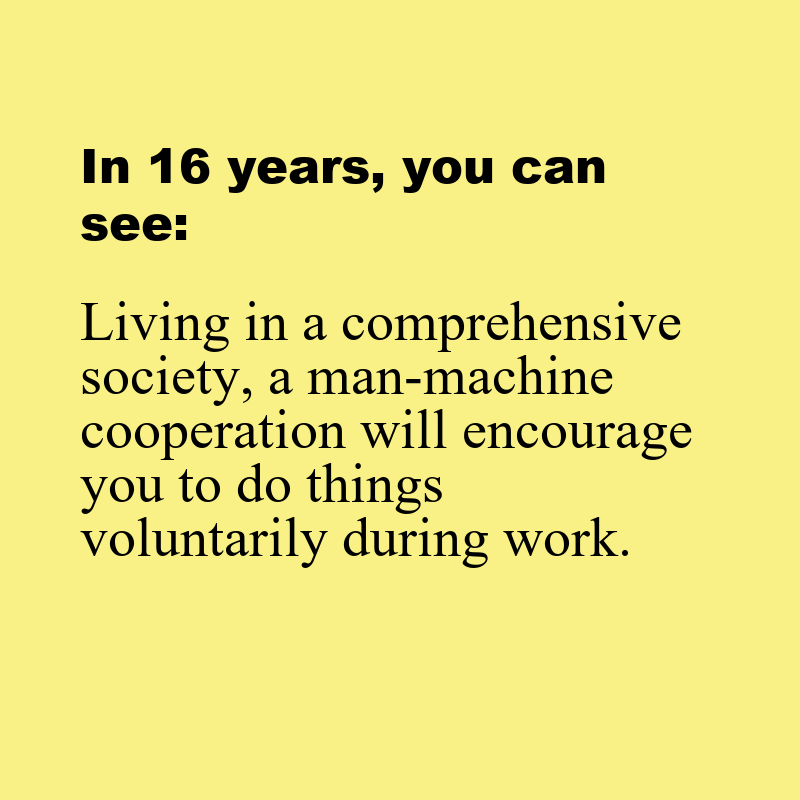 In 16 years, you can
see:
Living in a comprehensive
society, a man-machine
cooperation will encourage
you to do things
voluntarily during work.